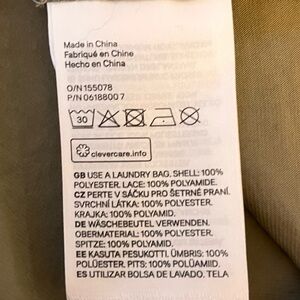 Made in China
Fabriqué en Chine
Hecho en China
O/N 155078
P/N 0618800 7
30
clevercare.info
GB USE A LAUNDRY BAG, SHELL: 100%
POLYESTER, LACE: 100% POLYAMIDE.
CZ PERTE V SÁČKU PRO ŠETRNÉ PRANÍ.
SVRCHNÍ LÁTKA: 100% POLYESTER,
KRAJKA: 100% POLYAMID.
DE WÄSCHEBEUTEL VERWENDEN.
OBERMATERIAL: 100% POLYESTER,
SPITZE: 100% POLYAMID.
EE KASUTA PESUKOTTI. ÜMBRIS: 100%
POLÜESTER, PITS: 100% POLÜAMIID.
ES UTILIZAR BOLSA DE LAVADO. TELA